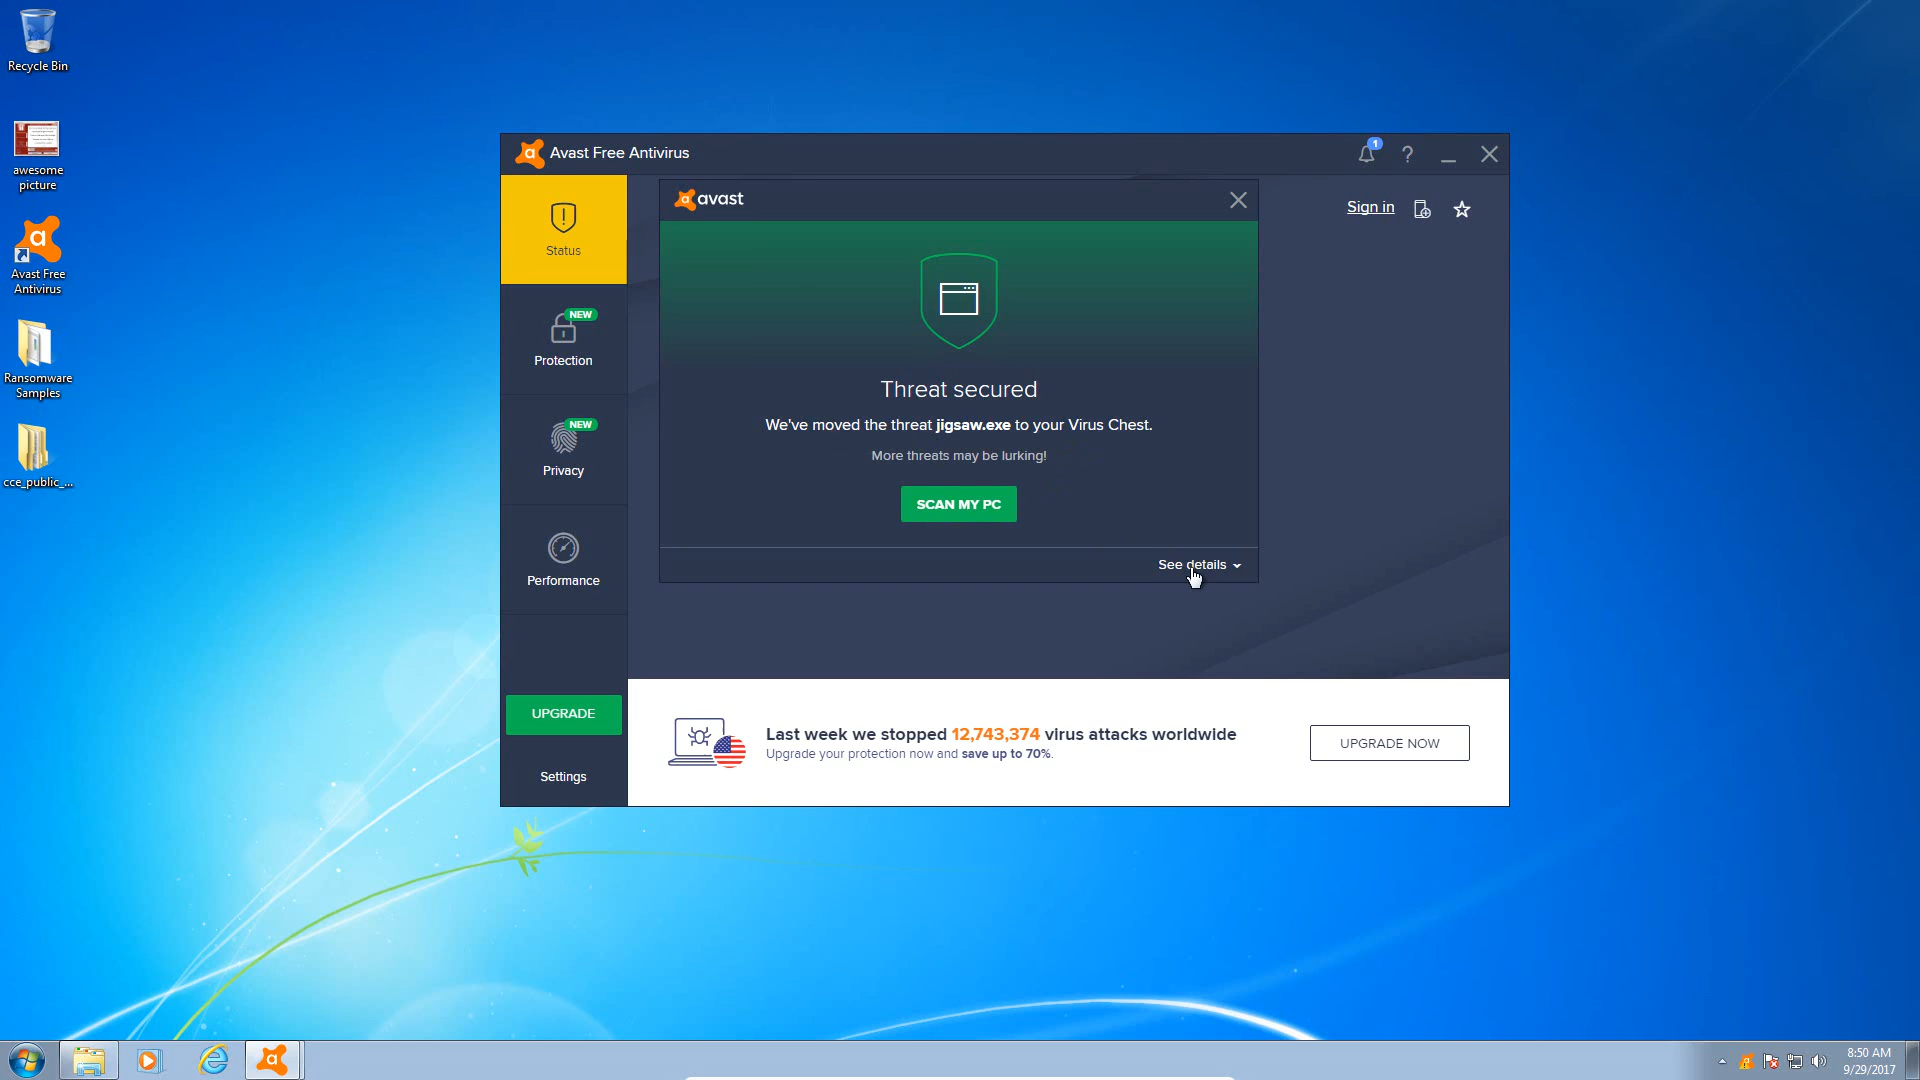 Recycle Bin
awesome
picture
Avast Free
Antivirus
Ransomware
Samples
cce_public_...
Avast Free Antivirus
1
?
Status
NEW
Protection
NEW
Privacy
Performance
UPGRADE
Settings
avast
Sign in
Threat secured
We've moved the threat jigsaw.exe to your Virus Chest.
More threats may be lurking!
SCAN MY PC
See details
Last week we stopped 12,743,374 virus attacks worldwide
Upgrade your protection now and save up to 70%.
UPGRADE NOW
8:50 AM
9/29/2017